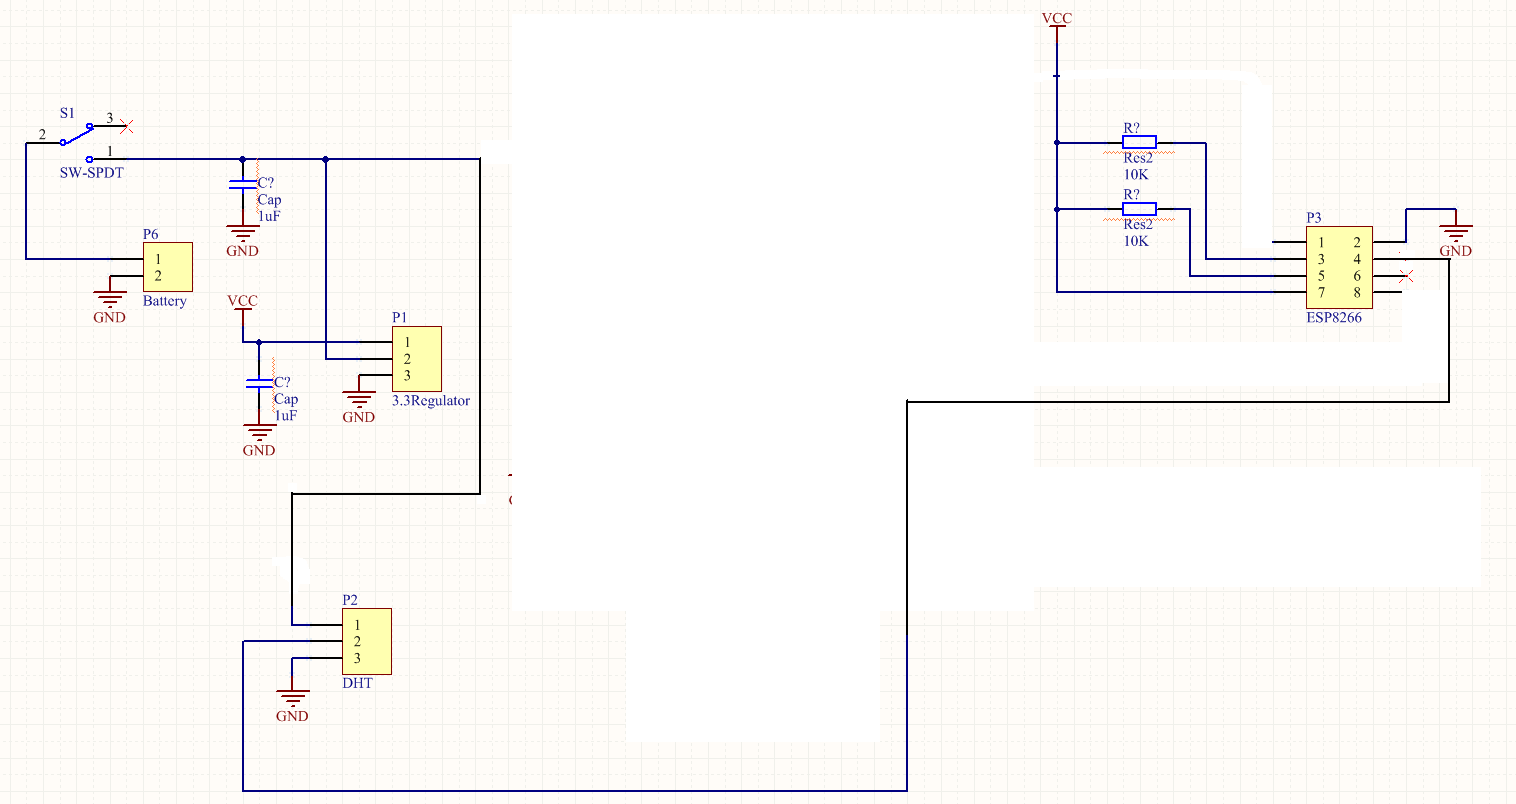 VCC
S1
3
2
1
SW-SPDT
C?
Cap
1uF
GND
P6
1
2
Battery
GND
VCC
P1
1
2
3
3.3Regulator
GND
C?
Cap
1uF
GND
R?
Res2
10K
R?
Res2
10K
P3
1 2
3 4
5 6
7 8
ESP8266
GND
P2
1
2
3
DHT
GND